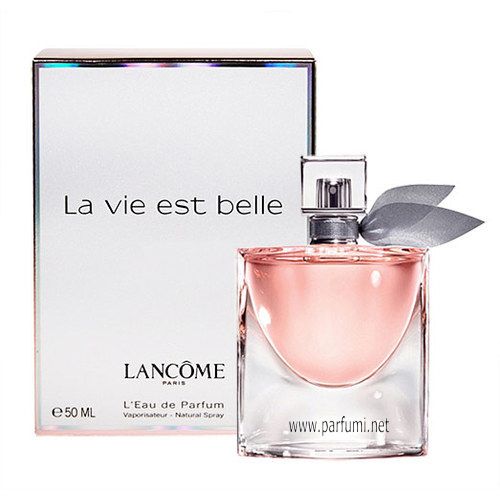 La vie est belle
LANCÔME
PARIS
L'Eau de Parfum
Vaporisateur - Natural Spray
e 50 ML
www.parfumi.net